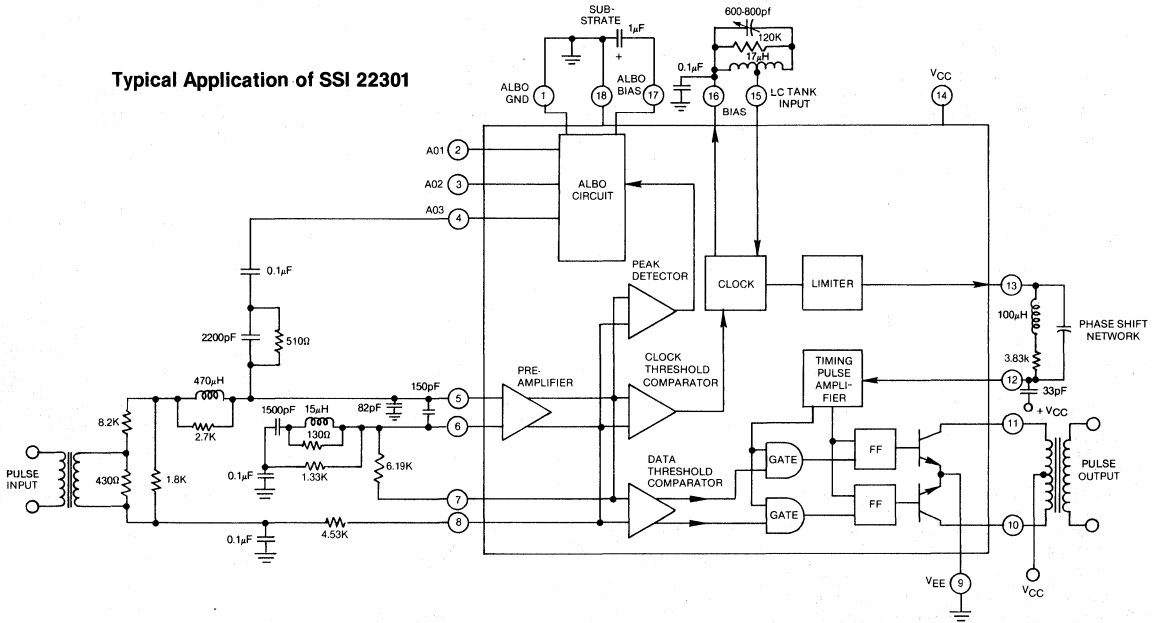 Typical Application of SSI 22301
SUB-
STRATE
1μF
+
ALBO
GND
1
18
ALBO
BIAS
17
600-800pf
120K
17μH
0.1μF
16
BIAS
15
LC TANK
INPUT
VCC
14
A01
2
A02
3
A03
4
ALBO
CIRCUIT
0.1μF
2200pF
510Ω
PEAK
DETECTOR
CLOCK
LIMITER
13
100μH
3.83k
PHASE SHIFT
NETWORK
12
33pF
+ VCC
TIMING
PULSE
AMPLI-
FIER
PRE-
AMPLIFIER
CLOCK
THRESHOLD
COMPARATOR
470μH
2.7K
8.2K
150pF
82pF
5
6
1500pF
15μH
130Ω
1.33K
0.1μF
6.19K
PULSE
INPUT
430Ω
1.8K
7
8
0.1μF
4.53K
DATA
THRESHOLD
COMPARATOR
GATE
GATE
FF
FF
11
10
PULSE
OUTPUT
VCC
VEE
9